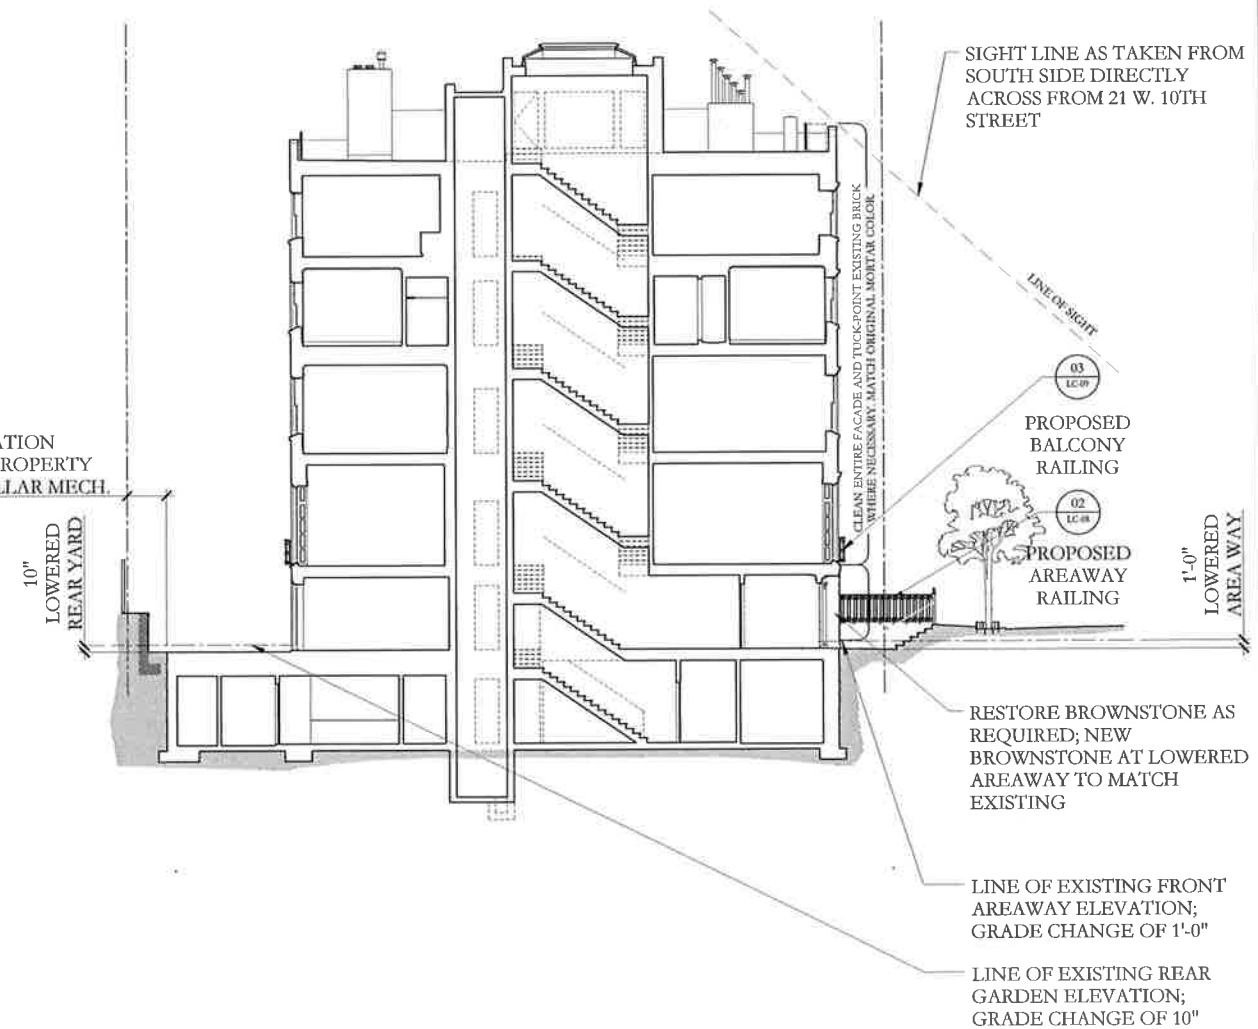 SIGHT LINE AS TAKEN FROM
SOUTH SIDE DIRECTLY
ACROSS FROM 21 W. 10TH
STREET
LINE OF SIGHT
CLEAN ENTIRE FACADE AND TUCK-POINT EXISTING BRICK
WHERE NECESSARY. MATCH ORIGINAL MORTAR COLOR
03
LC-09
PROPOSED
BALCONY
RAILING
02
LC-08
PROPOSED
AREAWAY
RAILING
1'-0"
LOWERED
AREA WAY
ATION
ROPERTY
LLAR MECH.
10"
LOWERED
REAR YARD
RESTORE BROWNSTONE AS
REQUIRED; NEW
BROWNSTONE AT LOWERED
AREAWAY TO MATCH
EXISTING
LINE OF EXISTING FRONT
AREAWAY ELEVATION;
GRADE CHANGE OF 1'-0"
LINE OF EXISTING REAR
GARDEN ELEVATION;
GRADE CHANGE OF 10"